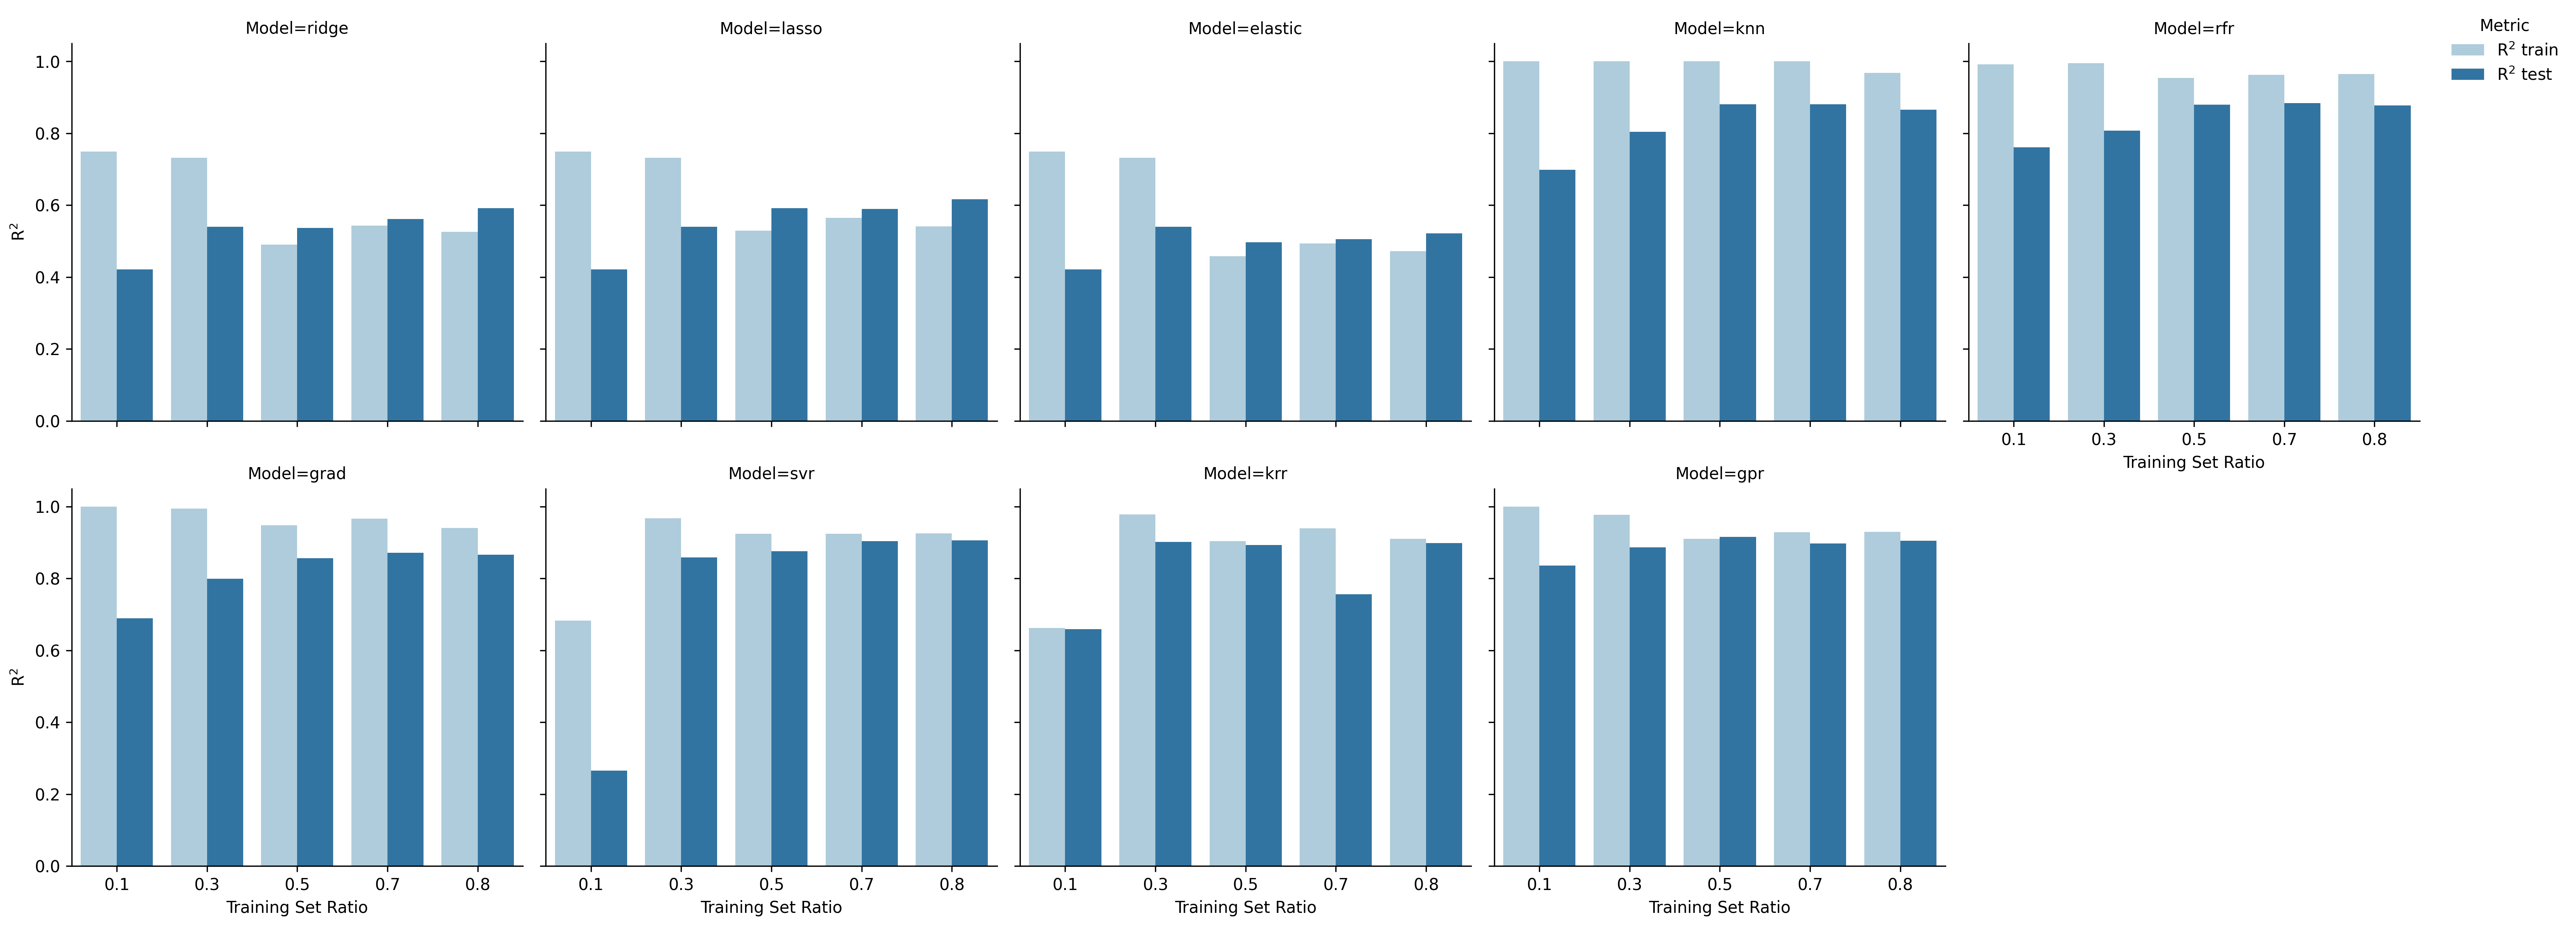 Model=ridge
Model=lasso
Model=elastic
Model=knn
Model=rfr
Metric
R² train
R² test
1.0
0.8
0.6
0.4
0.2
0.0
R²
0.1 0.3 0.5 0.7 0.8
Training Set Ratio
Model=grad
Model=svr
Model=krr
Model=gpr
1.0
0.8
0.6
0.4
0.2
0.0
R²
0.1 0.3 0.5 0.7 0.8
Training Set Ratio
0.1 0.3 0.5 0.7 0.8
Training Set Ratio
0.1 0.3 0.5 0.7 0.8
Training Set Ratio
0.1 0.3 0.5 0.7 0.8
Training Set Ratio